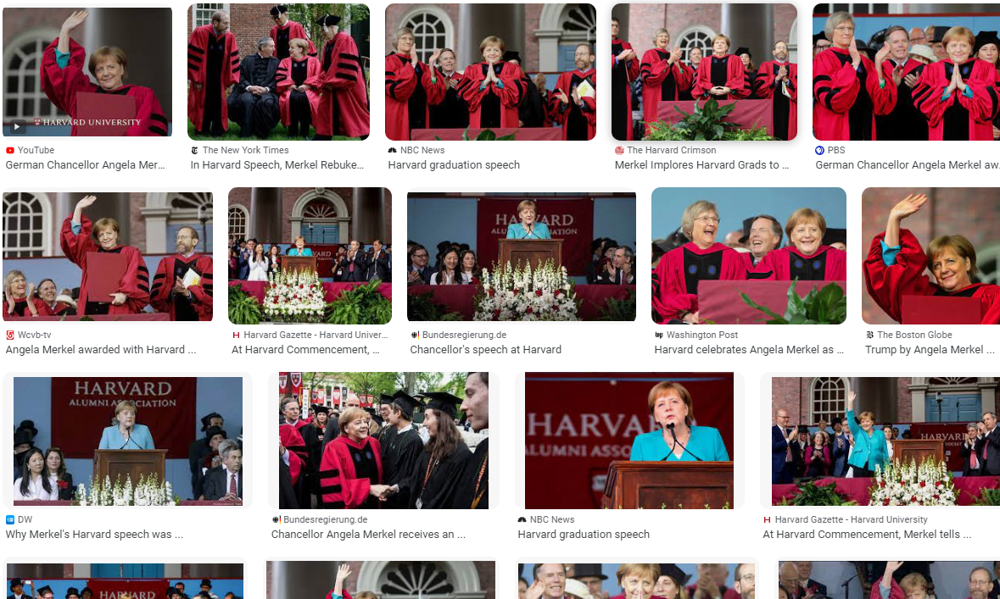 HARVARD UNIVERSITY
YouTube
German Chancellor Angela Mer...
The New York Times
In Harvard Speech, Merkel Rebuke...
NBC News
Harvard graduation speech
The Harvard Crimson
Merkel Implores Harvard Grads to ...
PBS
German Chancellor Angela Merkel aw.
HARVARD
ALUMNI ASSOCIATION
Wcvb-tv
Angela Merkel awarded with Harvard ...
Harvard Gazette - Harvard Univer...
At Harvard Commencement, ...
Bundesregierung.de
Chancellor's speech at Harvard
Washington Post
Harvard celebrates Angela Merkel as ...
The Boston Globe
Trump by Angela Merkel ...
HARVARD
ALUMNI ASSOCIATION
HARVA
ALUMNI ASSO
HARVARD
DW
Why Merkel's Harvard speech was ...
Bundesregierung.de
Chancellor Angela Merkel receives an ...
NBC News
Harvard graduation speech
Harvard Gazette - Harvard University
At Harvard Commencement, Merkel tells ...
HARVARD